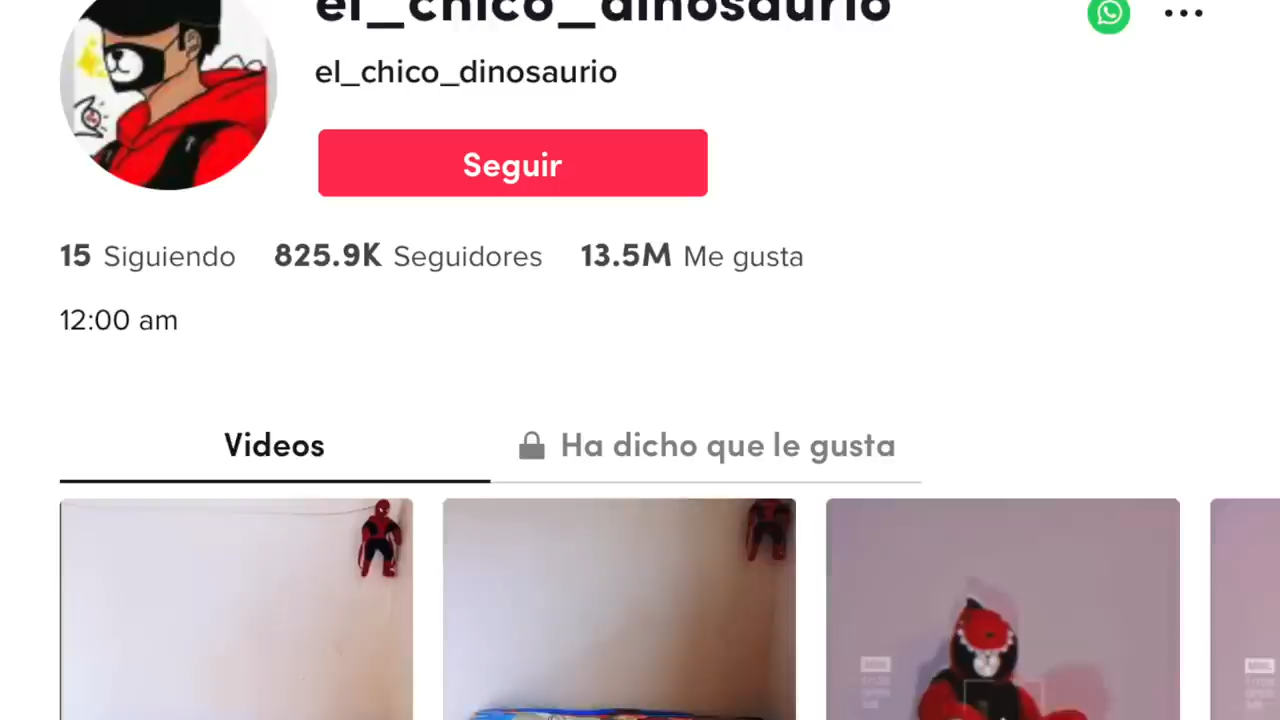 el_chico_dinosaurio
el_chico_dinosaurio
Seguir
15 Siguiendo 825.9K Seguidores 13.5M Me gusta
12:00 am
Videos
Ha dicho que le gusta